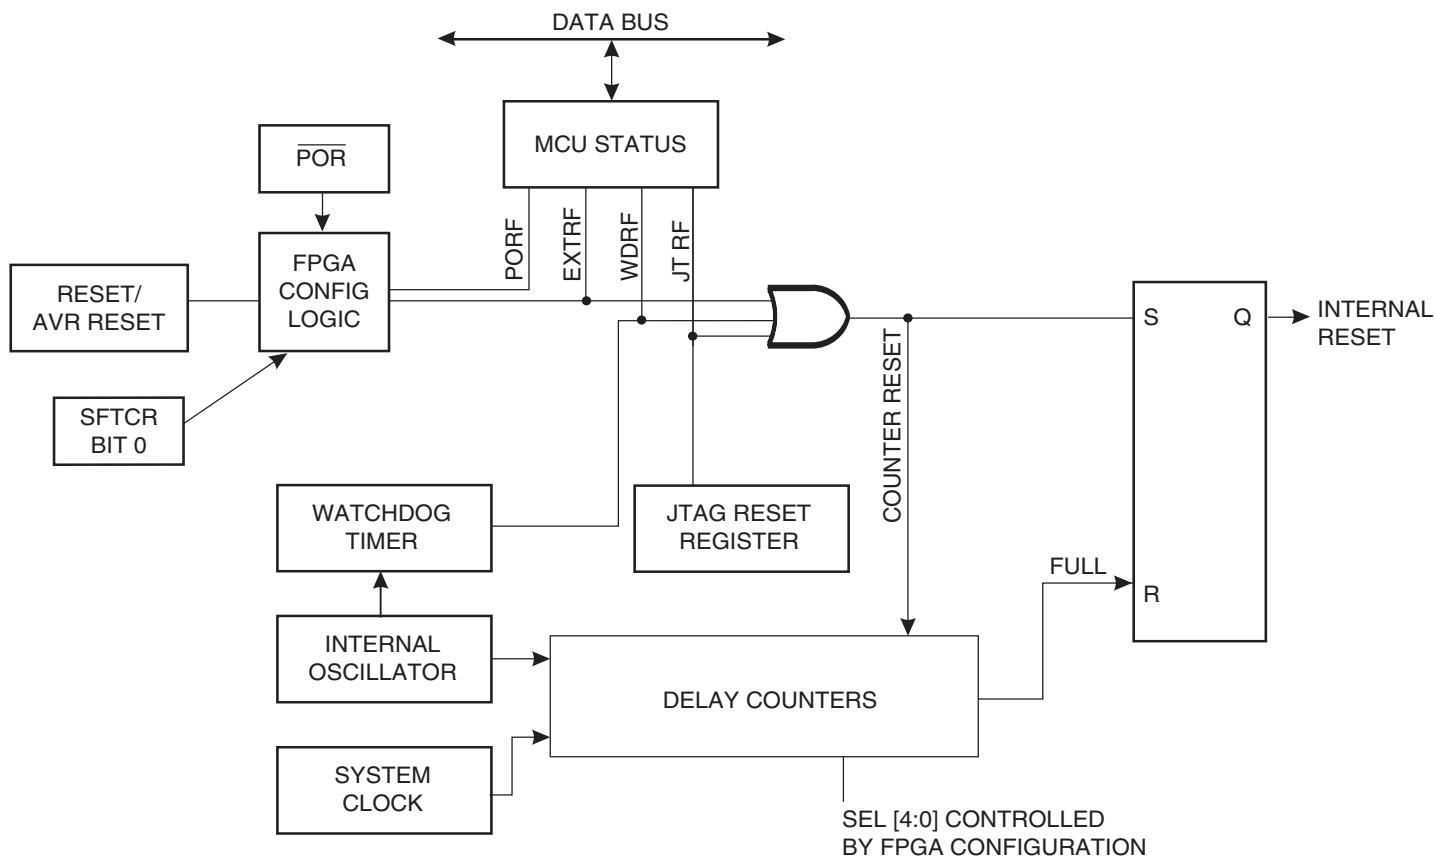 DATA BUS
MCU STATUS
P̅O̅R̅
PORF
EXTRF
WDRF
JT RF
FPGA
CONFIG
LOGIC
RESET/
AVR RESET
SFTCR
BIT 0
S
Q
INTERNAL
RESET
COUNTER RESET
WATCHDOG
TIMER
JTAG RESET
REGISTER
FULL
R
INTERNAL
OSCILLATOR
DELAY COUNTERS
SYSTEM
CLOCK
SEL [4:0] CONTROLLED
BY FPGA CONFIGURATION